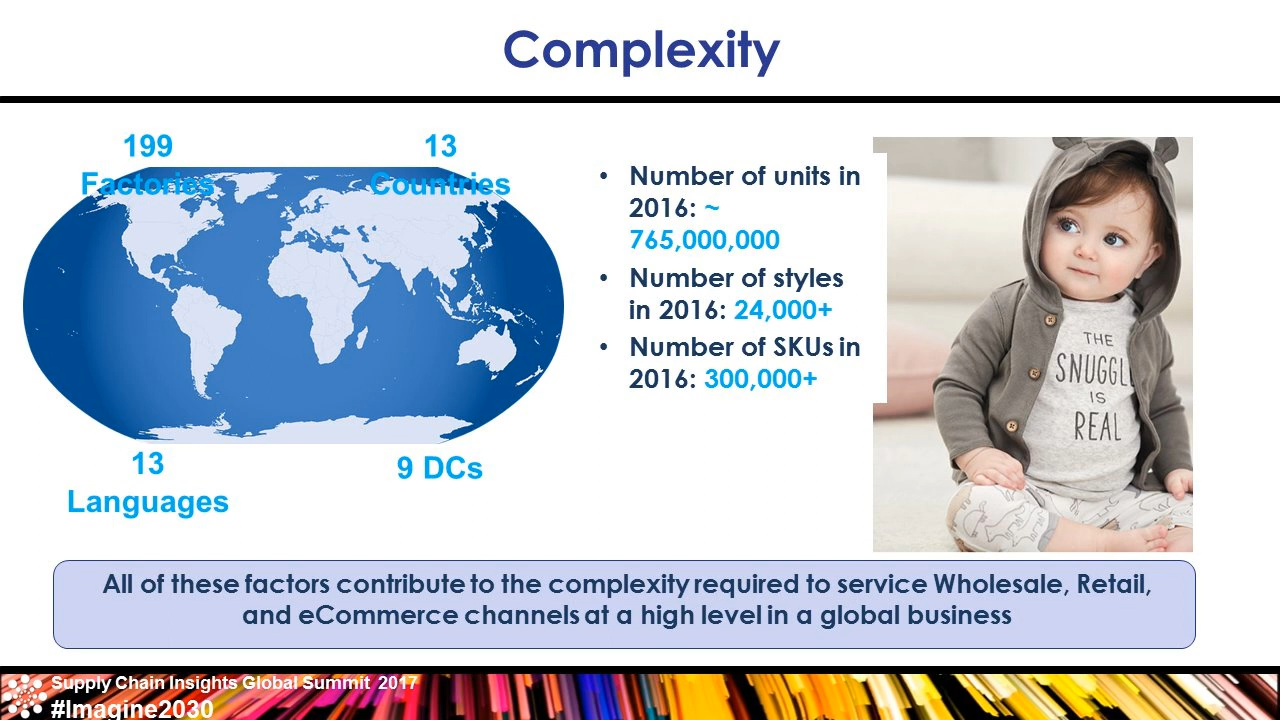 Complexity
199
Factories
13
Countries
13
Languages
9 DCs
• Number of units in
2016: ~
765,000,000
• Number of styles
in 2016: 24,000+
• Number of SKUs in
2016: 300,000+
THE
SNUGGL
IS
REAL
All of these factors contribute to the complexity required to service Wholesale, Retail,
and eCommerce channels at a high level in a global business
Supply Chain Insights Global Summit 2017
#Imagine2030